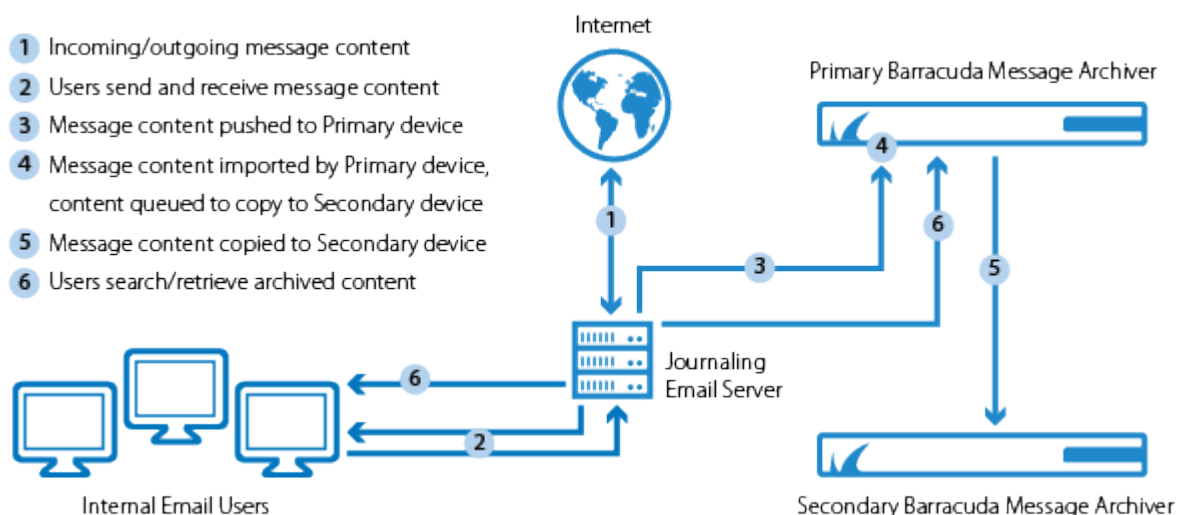 1 Incoming/outgoing message content
2 Users send and receive message content
3 Message content pushed to Primary device
4 Message content imported by Primary device,
content queued to copy to Secondary device
5 Message content copied to Secondary device
6 Users search/retrieve archived content
Internet
Primary Barracuda Message Archiver
4
1
6
3
5
Journaling
Email Server
6
2
Internal Email Users
Secondary Barracuda Message Archiver